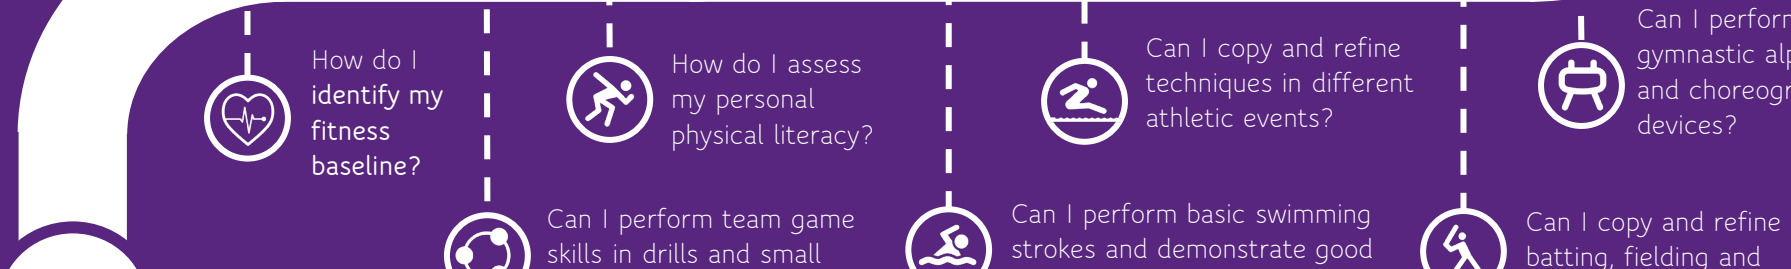 How do I
identify my
fitness
baseline?
How do I assess
my personal
physical literacy?
Can I copy and refine
techniques in different
athletic events?
Can I
gymnastic
and
devices?
Can I perform team game
skills in drills and small
Can I perform basic swimming
strokes and demonstrate good
Can I copy and refine
batting, fielding and